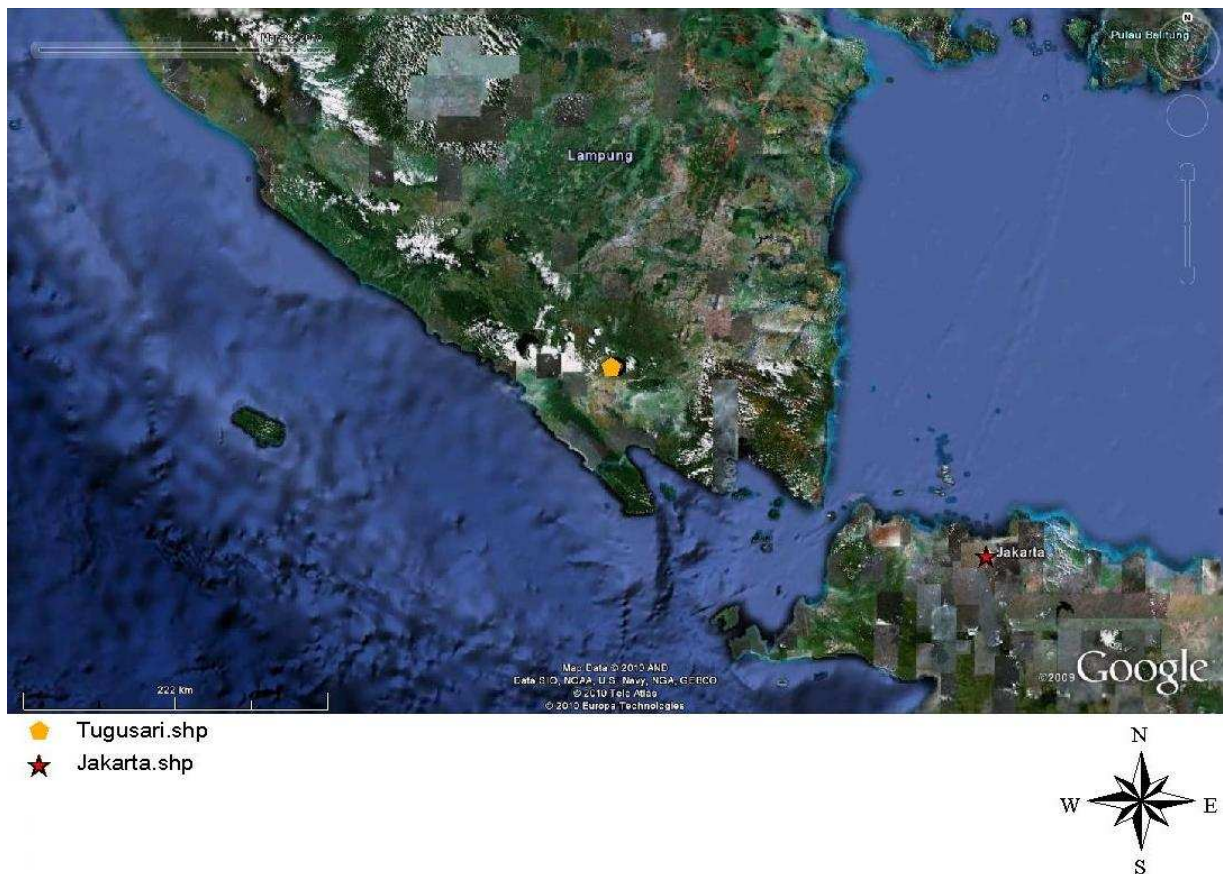 Pulau Belitung
N
Lampung
Jakarta
Map Data © 2010 AND
Data SIO, NOAA, U.S. Navy, NGA, GEBCO
© 2010 Tele Atlas
© 2010 Europa Technologies
©2009 Google
222 km
Tugusari.shp
Jakarta.shp
N
W E
S